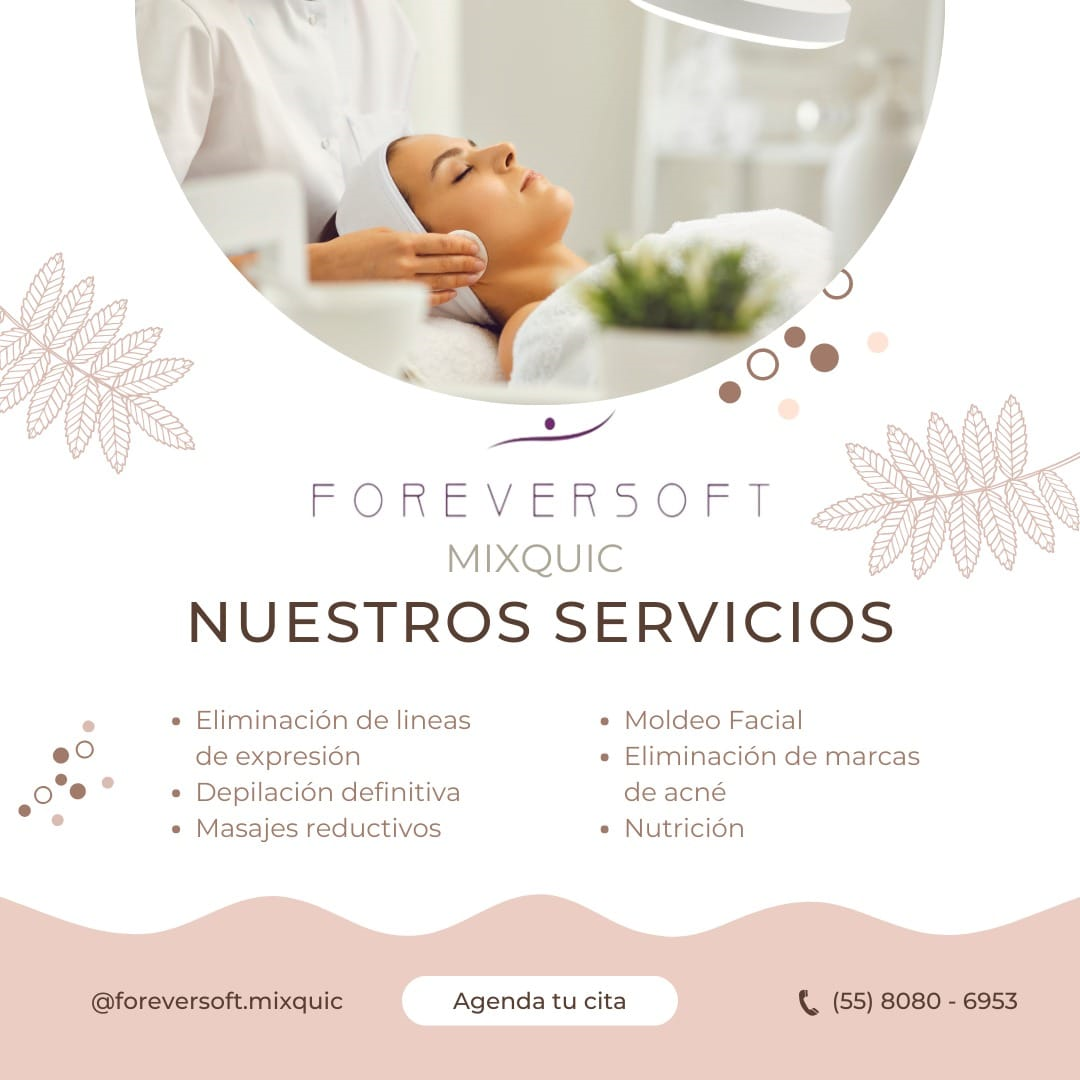 FOREVERSOFT
MIXQUIC
NUESTROS SERVICIOS
• Eliminación de lineas
de expresión
• Depilación definitiva
• Masajes reductivos
• Moldeo Facial
• Eliminación de marcas
de acné
• Nutrición
@foreversoft.mixquic
Agenda tu cita
(55) 8080 - 6953